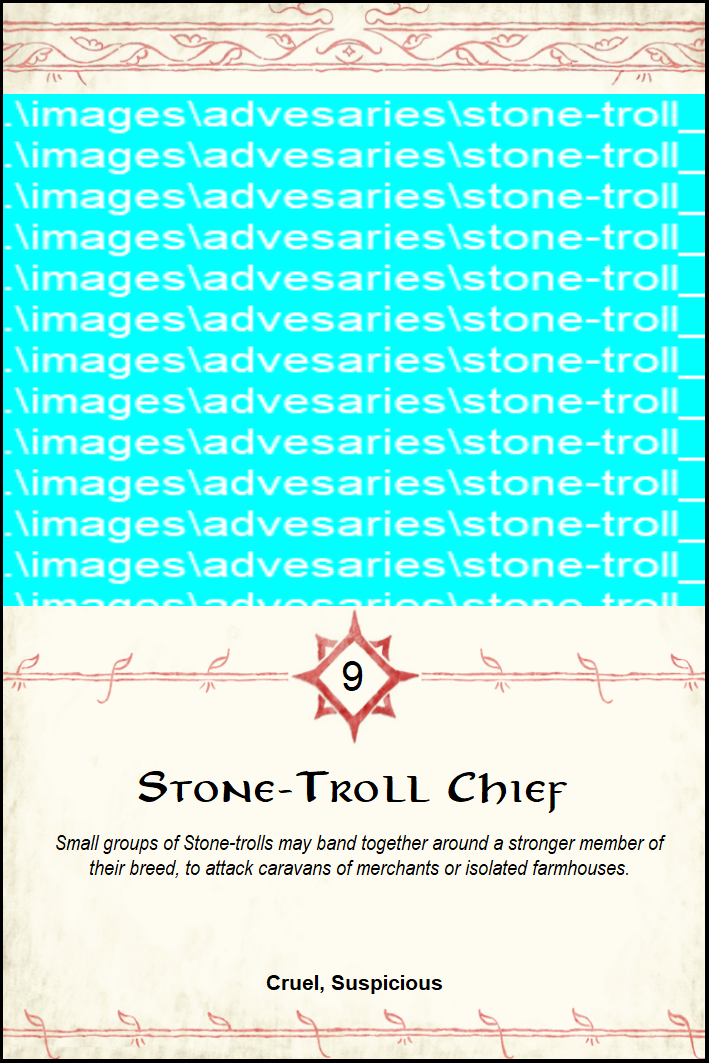 .\images\advesaries\stone-troll_
.\images\advesaries\stone-troll_
.\images\advesaries\stone-troll_
.\images\advesaries\stone-troll_
.\images\advesaries\stone-troll_
.\images\advesaries\stone-troll_
.\images\advesaries\stone-troll_
.\images\advesaries\stone-troll_
.\images\advesaries\stone-troll_
.\images\advesaries\stone-troll_
.\images\advesaries\stone-troll_
.\images\advesaries\stone-troll_
.\images\advesaries\stone-troll_
9
Stone-Troll Chief
Small groups of Stone-trolls may band together around a stronger member of
their breed, to attack caravans of merchants or isolated farmhouses.
Cruel, Suspicious